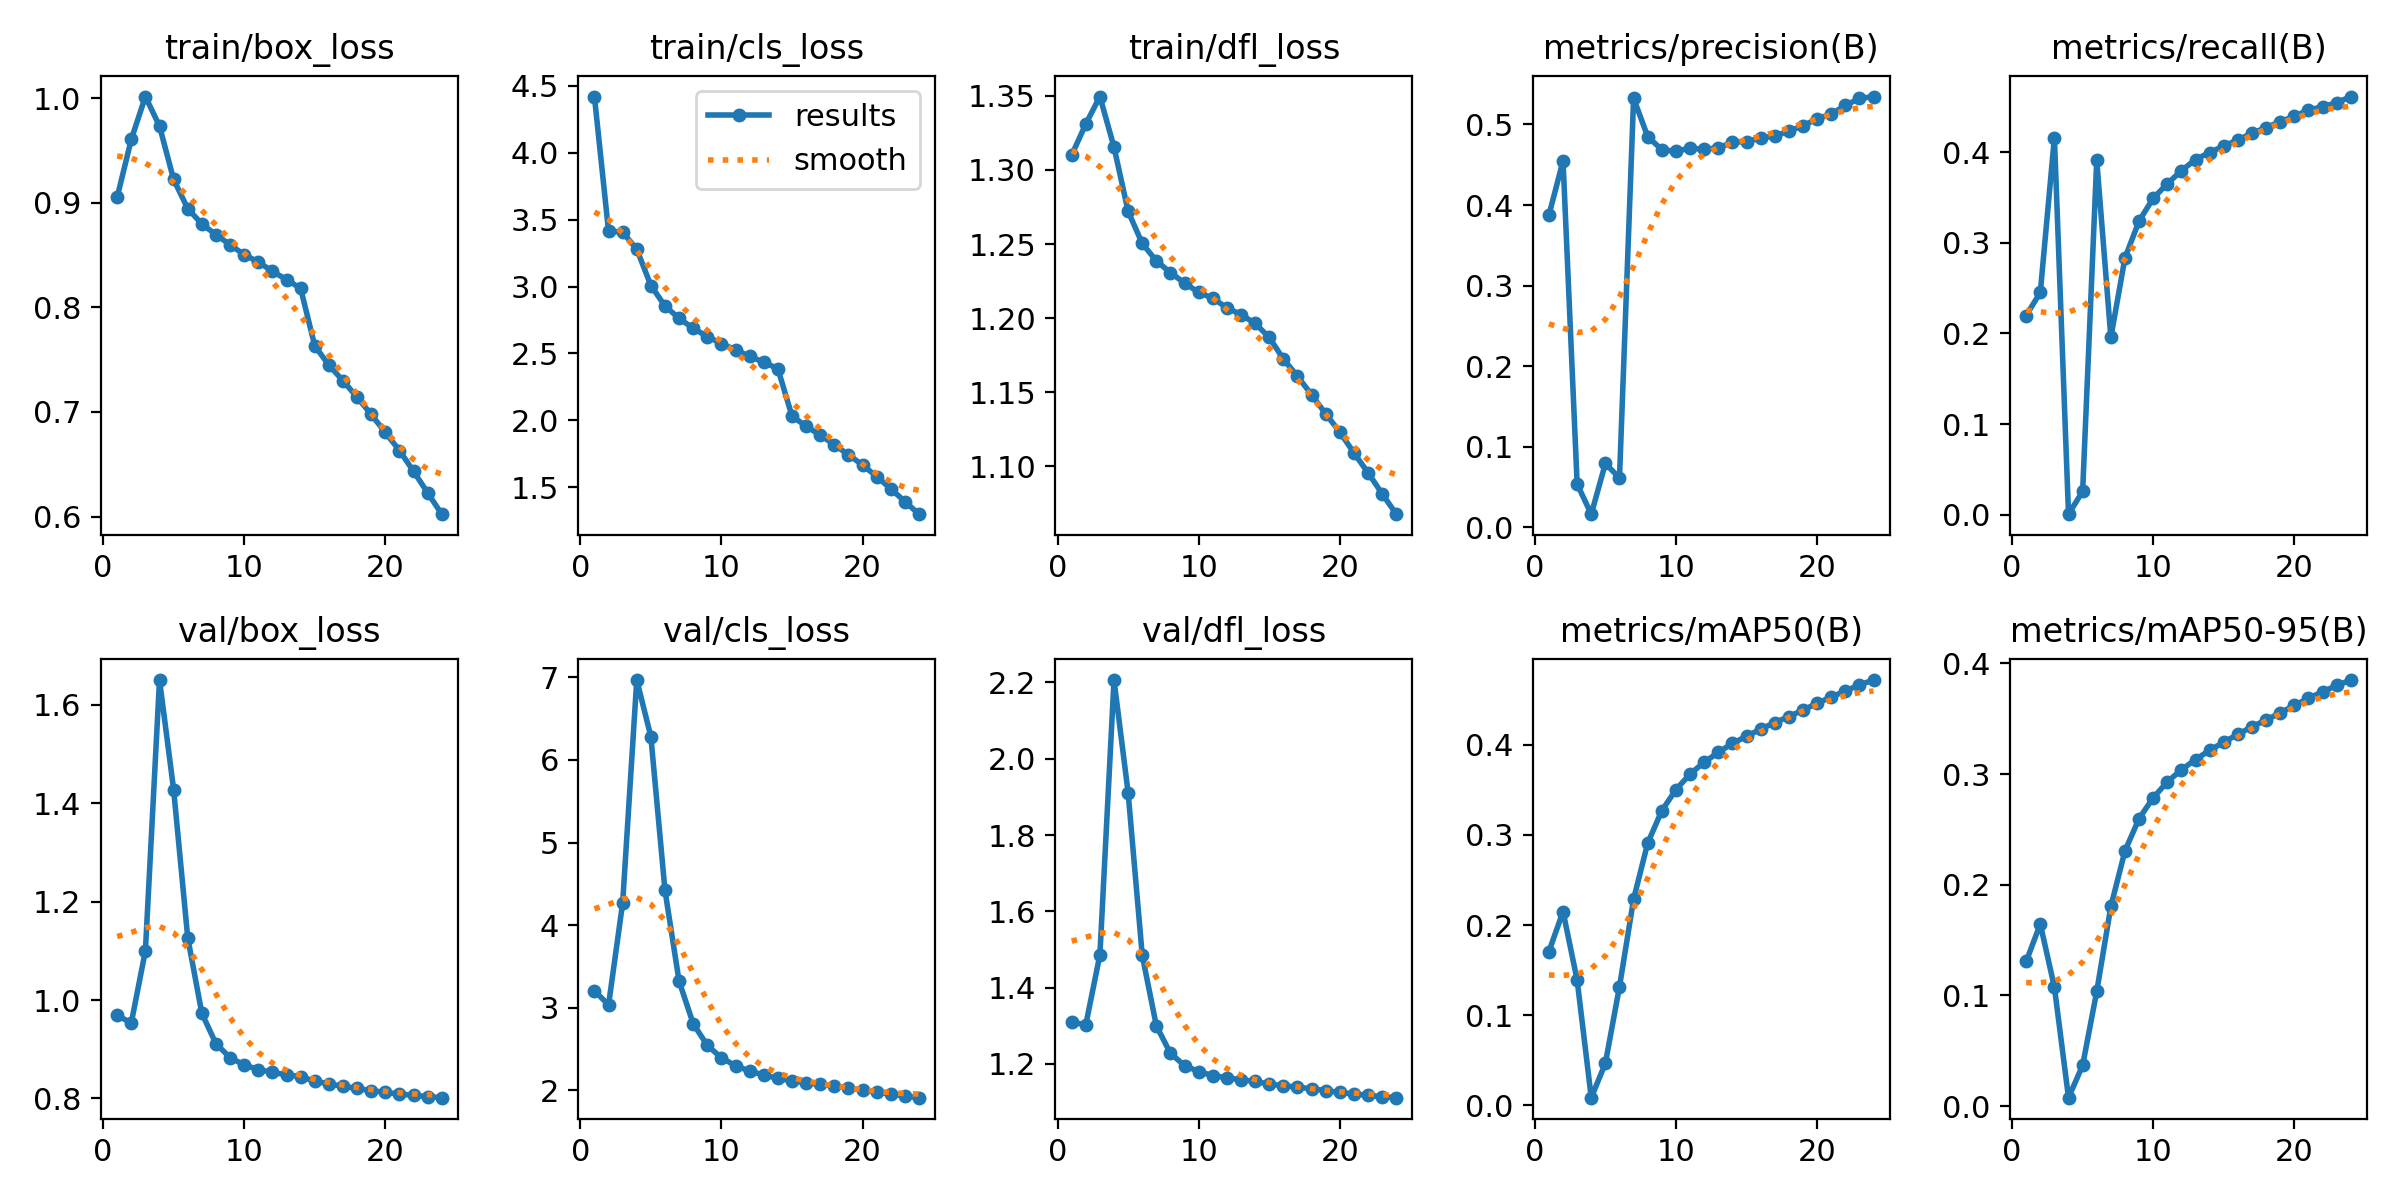 train/box_loss
train/cls_loss
train/dfl_loss
metrics/precision(B)
metrics/recall(B)
1.0
0.9
0.8
0.7
0.6
0 10 20
4.5
4.0
3.5
3.0
2.5
2.0
1.5
results
smooth
0 10 20
1.35
1.30
1.25
1.20
1.15
1.10
0 10 20
0.5
0.4
0.3
0.2
0.1
0.0
0 10 20
0.4
0.3
0.2
0.1
0.0
0 10 20
val/box_loss
val/cls_loss
val/dfl_loss
metrics/mAP50(B)
metrics/mAP50-95(B)
1.6
1.4
1.2
1.0
0.8
0 10 20
7
6
5
4
3
2
0 10 20
2.2
2.0
1.8
1.6
1.4
1.2
0 10 20
0.4
0.3
0.2
0.1
0.0
0 10 20
0.4
0.3
0.2
0.1
0.0
0 10 20